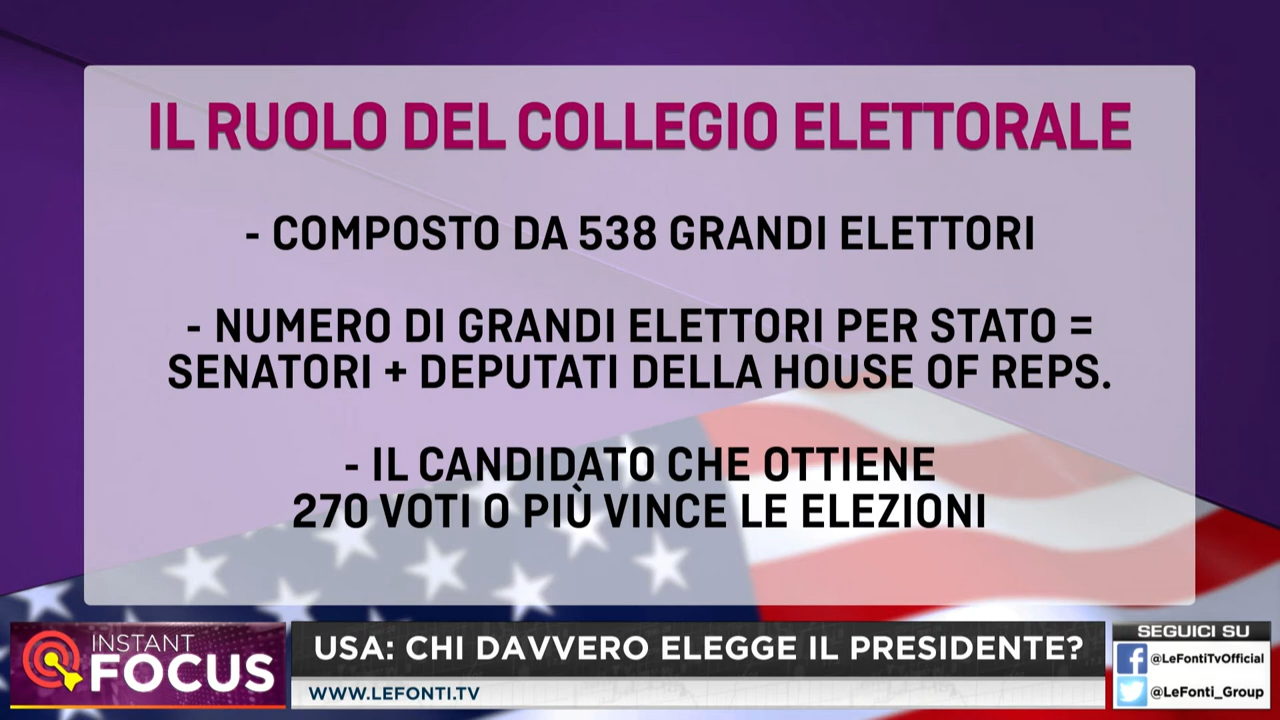 IL RUOLO DEL COLLEGIO ELETTORALE
- COMPOSTO DA 538 GRANDI ELETTORI
- NUMERO DI GRANDI ELETTORI PER STATO =
SENATORI + DEPUTATI DELLA HOUSE OF REPS.
- IL CANDIDATO CHE OTTIENE
270 VOTI O PIÙ VINCE LE ELEZIONI
INSTANT
FOCUS
USA: CHI DAVVERO ELEGGE IL PRESIDENTE?
WWW.LEFONTI.TV
SEGUICI SU
@LeFontiTvOfficial
@LeFonti_Group